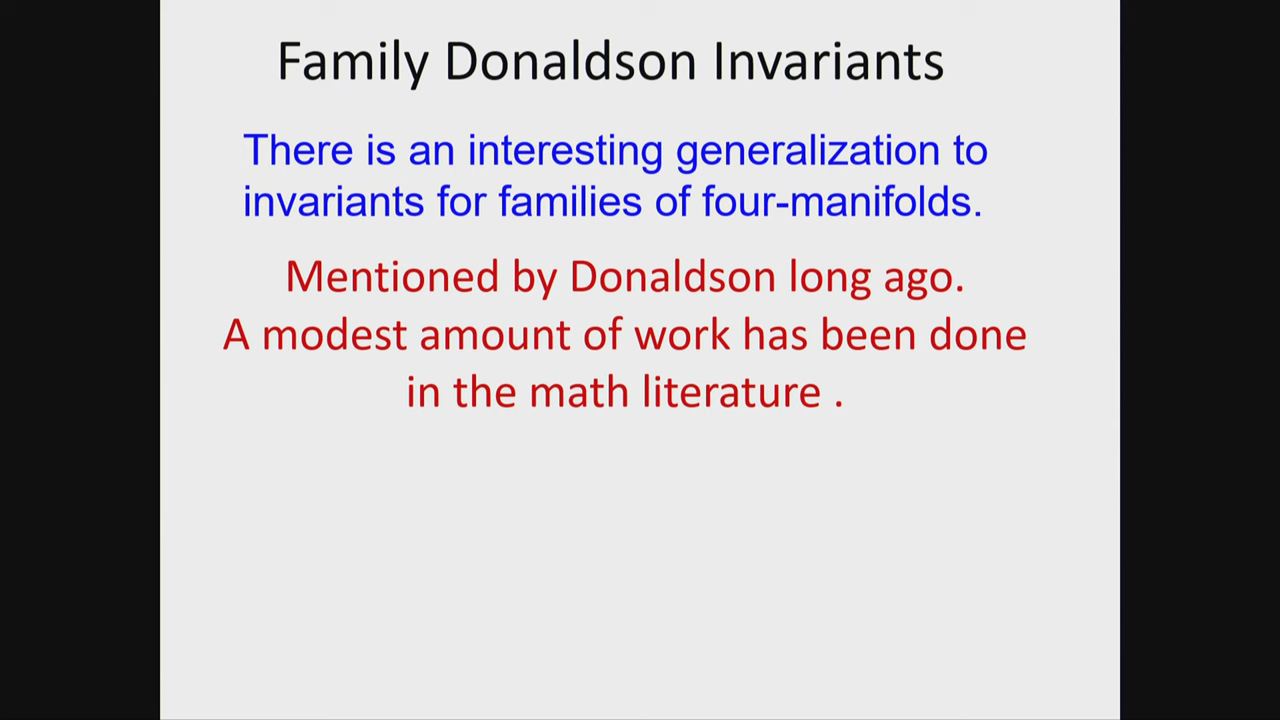 Family Donaldson Invariants
There is an interesting generalization to
invariants for families of four-manifolds.
Mentioned by Donaldson long ago.
A modest amount of work has been done
in the math literature .